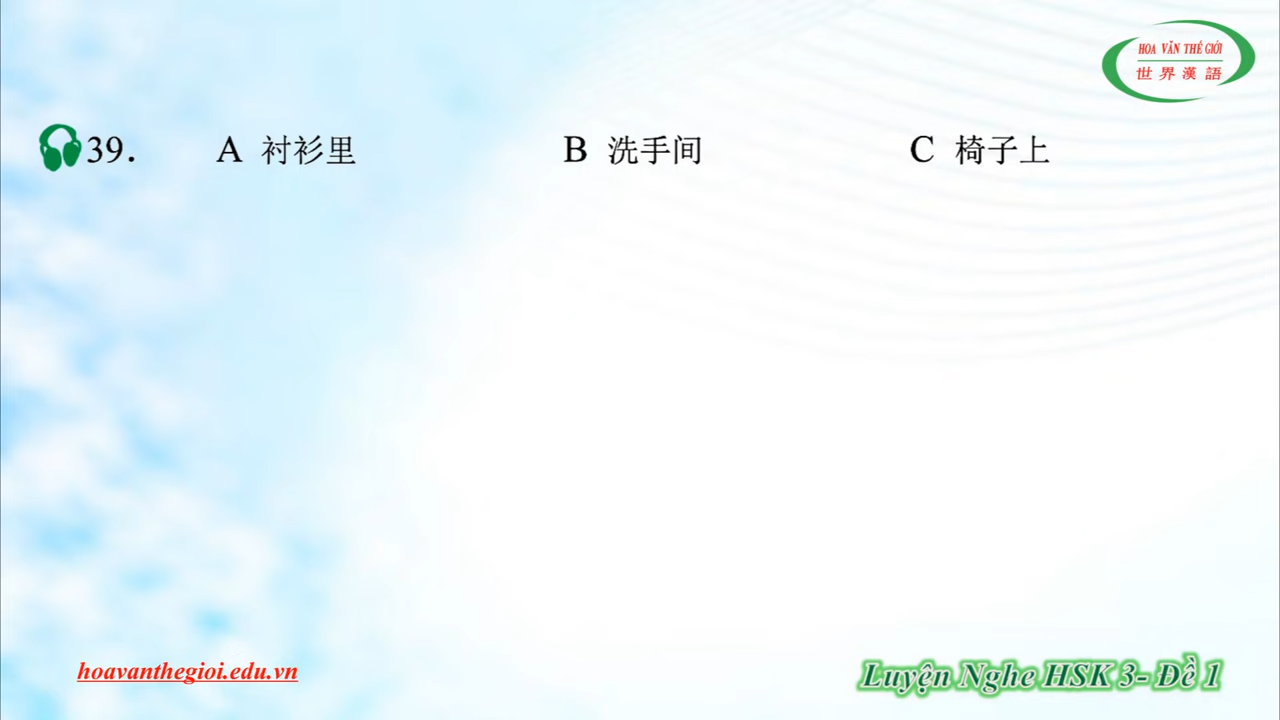 HOA VĂN THẾ GIỚI
世界漢語
39. A 衬衫里 B 洗手间 C 椅子上
hoavanthegioi.edu.vn
Luyện Nghe HSK 3- Đề 1